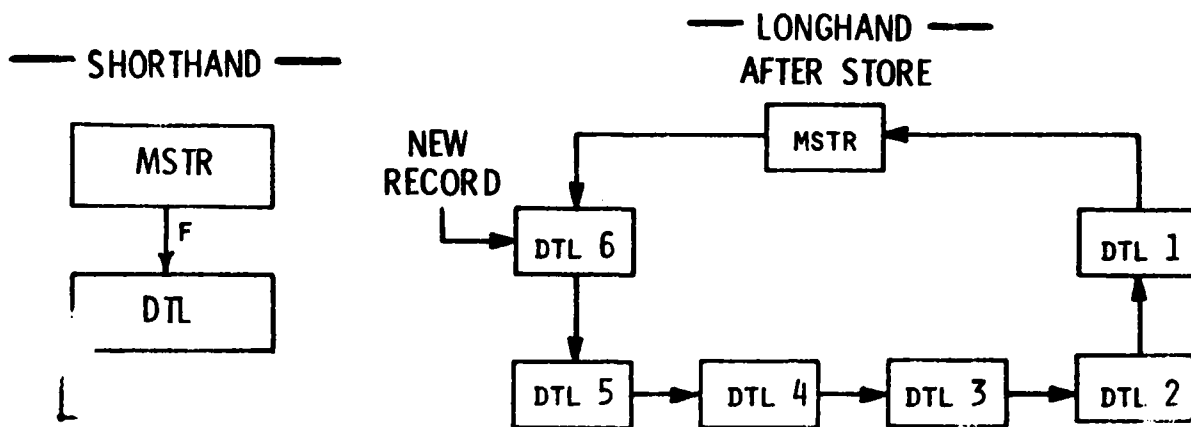 — SHORTHAND —
MSTR
F
DTL
— LONGHAND —
AFTER STORE
MSTR
NEW
RECORD
DTL 6
DTL 1
DTL 5
DTL 4
DTL 3
DTL 2